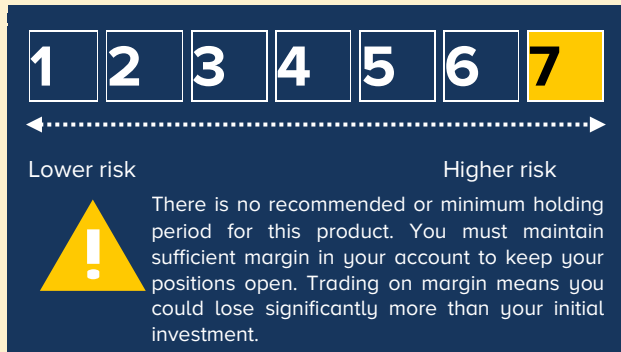 1 2 3 4 5 6 7
Lower risk Higher risk
!
There is no recommended or minimum holding
period for this product. You must maintain
sufficient margin in your account to keep your
positions open. Trading on margin means you
could lose significantly more than your initial
investment.